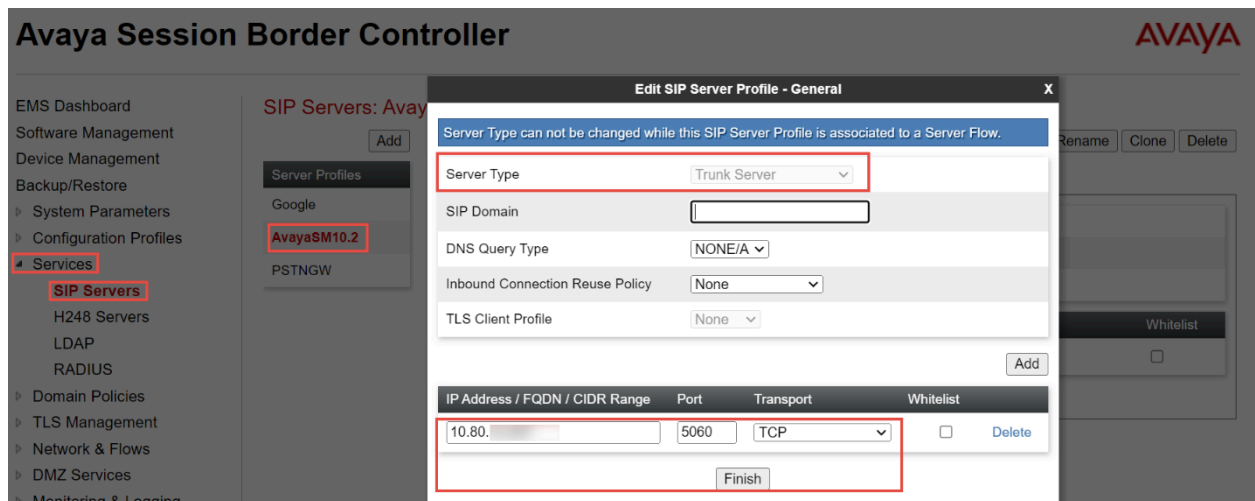 Avaya Session Border Controller
AVAYA
EMS Dashboard
Software Management
Device Management
Backup/Restore
System Parameters
Configuration Profiles
Services
SIP Servers
H248 Servers
LDAP
RADIUS
Domain Policies
TLS Management
Network & Flows
DMZ Services
Monitoring & Logging
SIP Servers: Avay
Add
Server Profiles
Google
AvayaSM10.2
PSTNGW
Rename Clone Delete
Whitelist
Edit SIP Server Profile - General X
Server Type can not be changed while this SIP Server Profile is associated to a Server Flow.
Server Type Trunk Server
SIP Domain
DNS Query Type NONE/A
Inbound Connection Reuse Policy None
TLS Client Profile None
Add
IP Address / FQDN / CIDR Range Port Transport Whitelist
10.80. 5060 TCP Delete
Finish